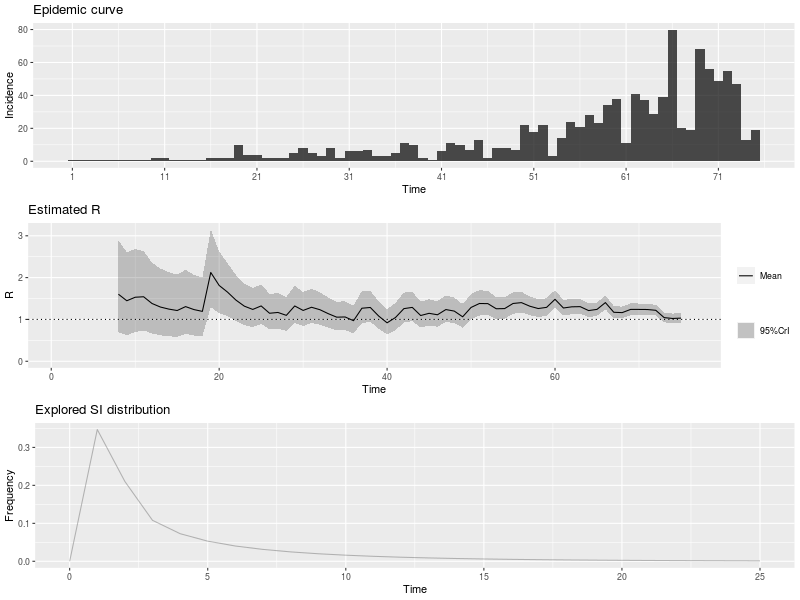 Epidemic curve
80
60
40
20
0
Incidence
1 11 21 31 41 51 61 71
Time
Estimated R
3
2
1
0
R
0 20 40 60
Time
Mean
95%CrI
Explored SI distribution
0.3
0.2
0.1
0.0
Frequency
0 5 10 15 20 25
Time